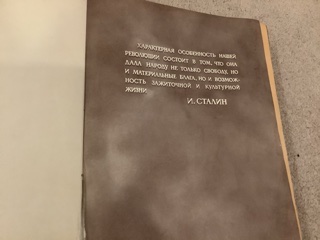 ХАРАКТЕРНАЯ ОСОБЕННОСТЬ НАШЕЙ
РЕВОЛЮЦИИ СОСТОИТ В ТОМ, ЧТО ОНА
ДАЛА НАРОДУ НЕ ТОЛЬКО СВОБОДУ, НО
И МАТЕРИАЛЬНЫЕ БЛАГА, НО И ВОЗМОЖ-
НОСТЬ ЗАЖИТОЧНОЙ И КУЛЬТУРНОЙ
ЖИЗНИ
И. СТАЛИН